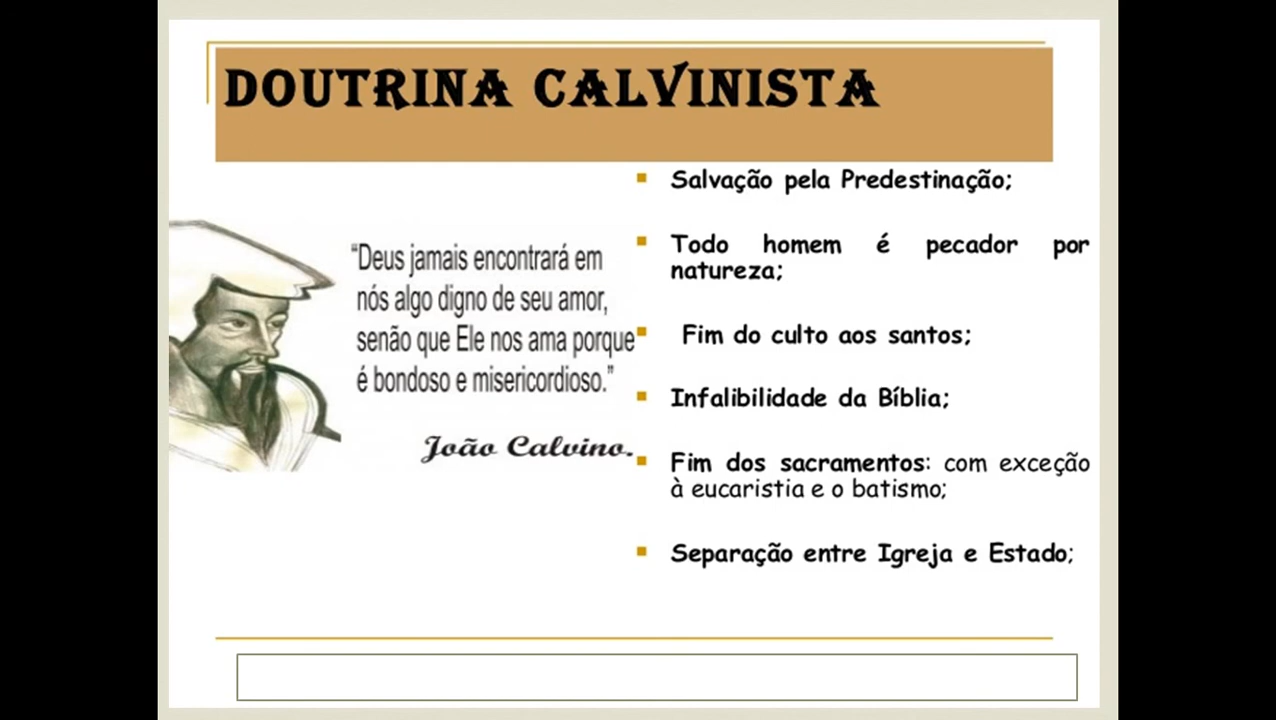 DOUTRINA CALVINISTA
“Deus jamais encontrará em
nós algo digno de seu amor,
senão que Ele nos ama porque
é bondoso e misericordioso.”
João Calvino.
Salvação pela Predestinação;
Todo homem é pecador por
natureza;
Fim do culto aos santos;
Infalibilidade da Bíblia;
Fim dos sacramentos: com exceção
à eucaristia e o batismo;
Separação entre Igreja e Estado;